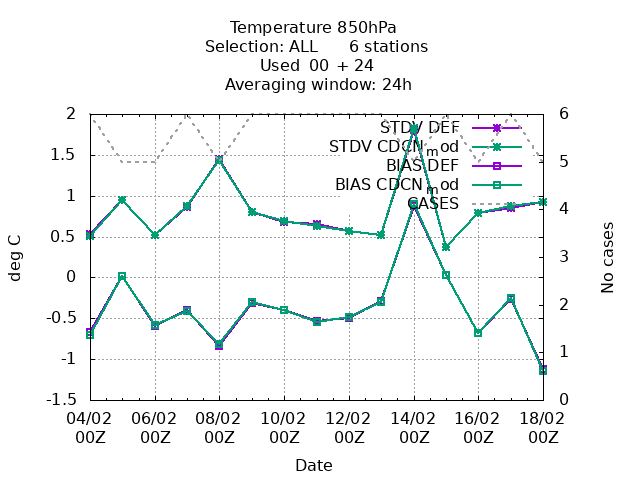 Temperature 850hPa
Selection: ALL      6 stations
Used  00  + 24
Averaging window: 24h
STDV DEF
STDV CDCN_mod
BIAS DEF
BIAS CDCN_mod
CASES
2
1.5
1
0.5
0
-0.5
-1
-1.5
deg C
6
5
4
3
2
1
0
No cases
04/02 06/02 08/02 10/02 12/02 14/02 16/02 18/02
00Z 00Z 00Z 00Z 00Z 00Z 00Z 00Z
Date